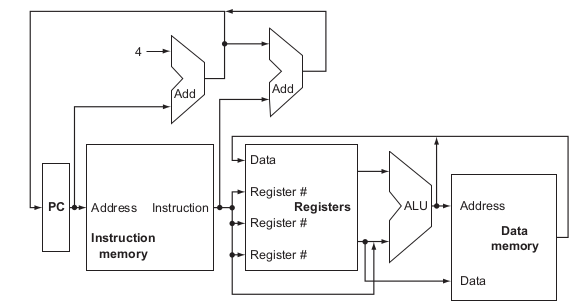 4
Add
Add
PC
Address
Instruction
Instruction
memory
Data
Register #
Registers
Register #
Register #
ALU
Address
Data
memory
Data